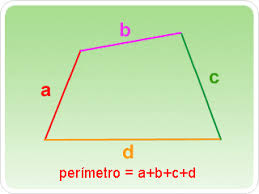 b
a
c
d
perímetro = a+b+c+d